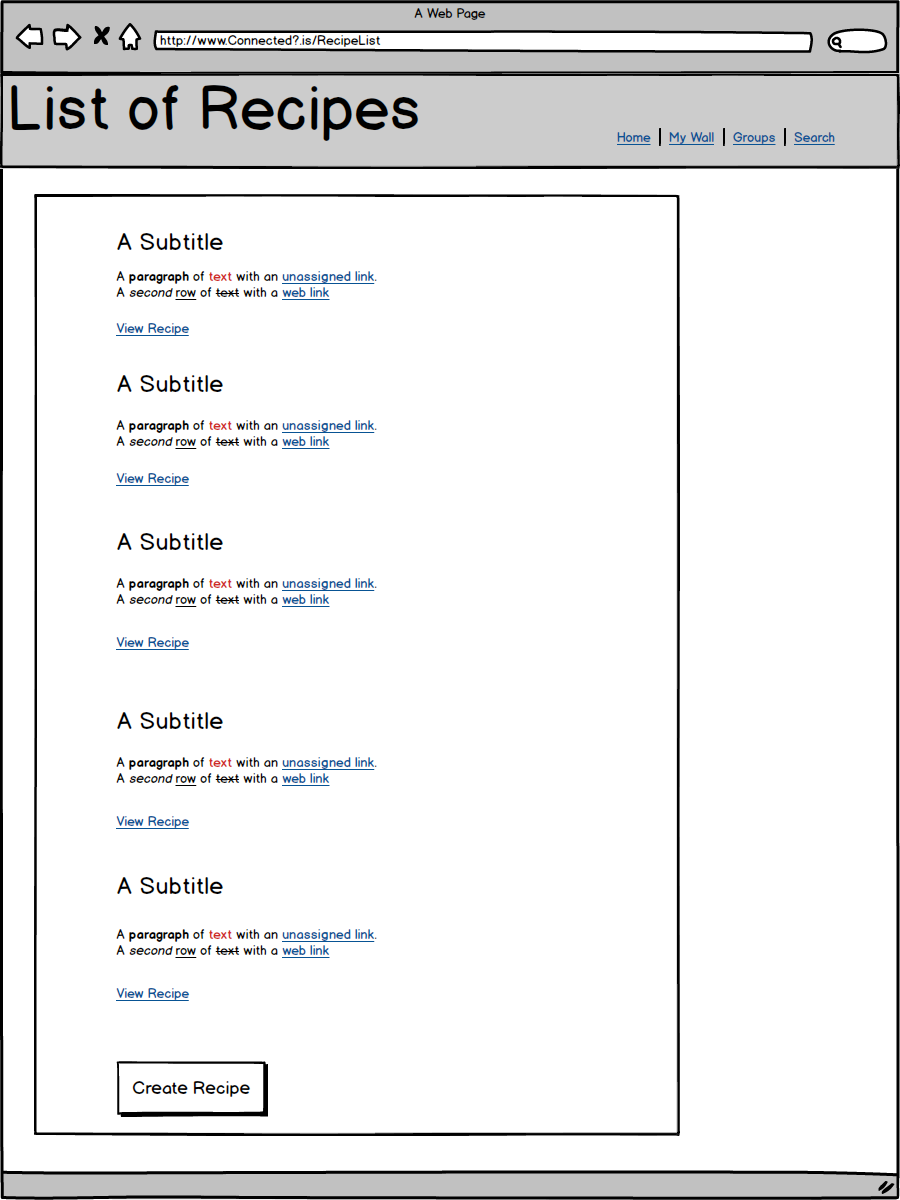 A Web Page
http://www.Connected?.is/RecipeList
List of Recipes
Home | My Wall | Groups | Search
A Subtitle
A paragraph of text with an unassigned link.
A second row of text with a web link
View Recipe
A Subtitle
A paragraph of text with an unassigned link.
A second row of text with a web link
View Recipe
A Subtitle
A paragraph of text with an unassigned link.
A second row of text with a web link
View Recipe
A Subtitle
A paragraph of text with an unassigned link.
A second row of text with a web link
View Recipe
A Subtitle
A paragraph of text with an unassigned link.
A second row of text with a web link
View Recipe
Create Recipe